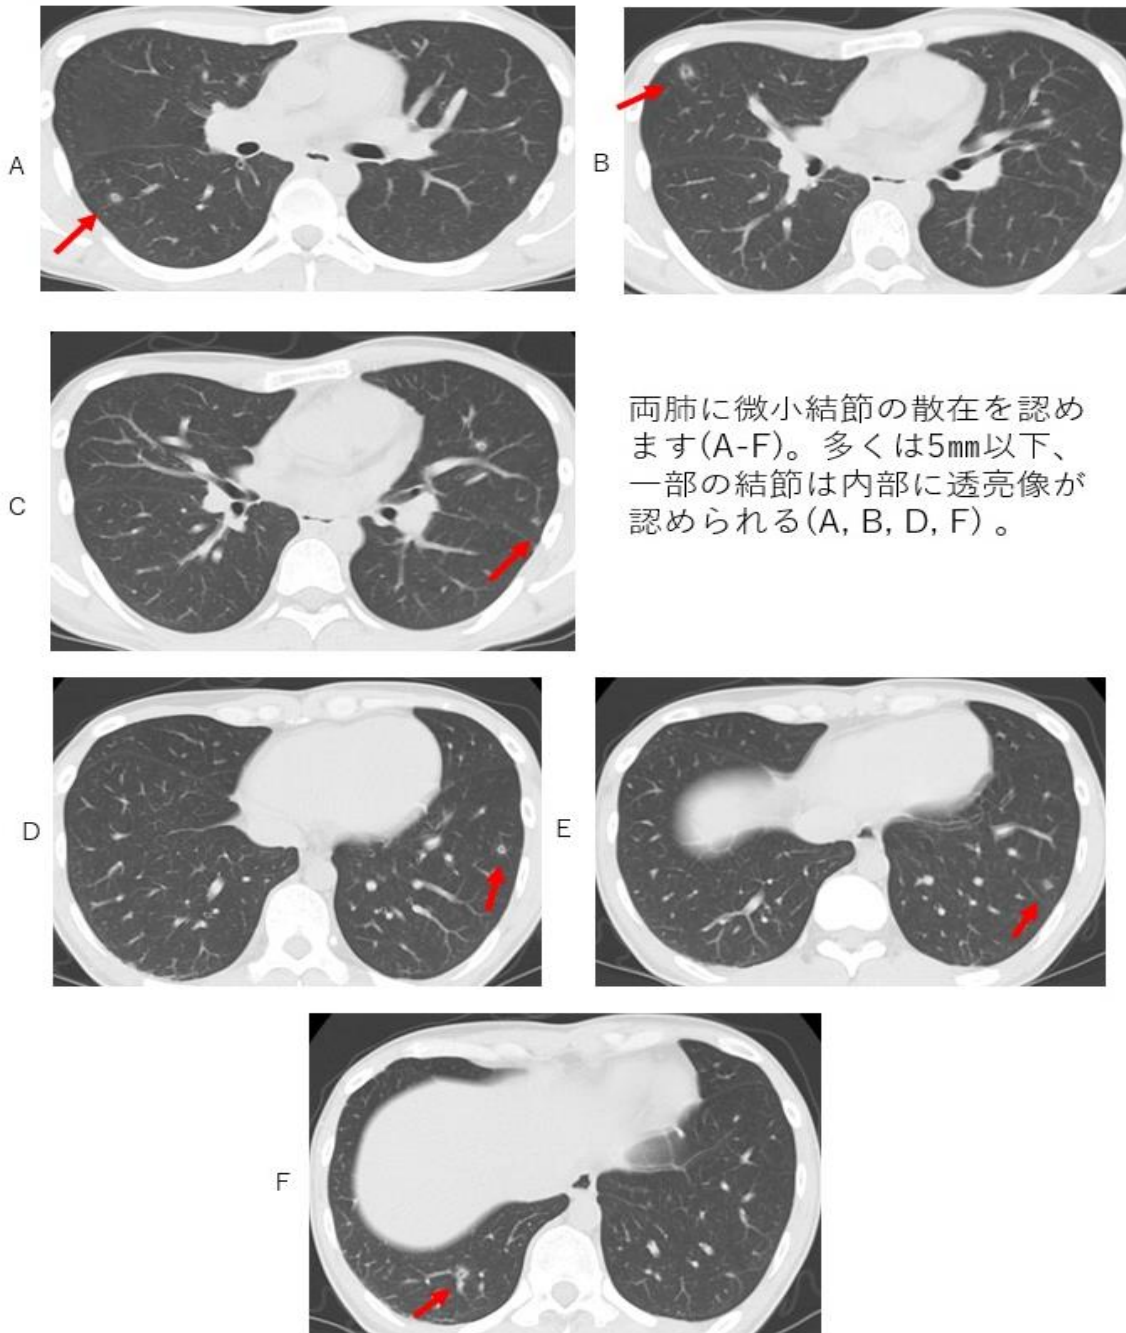 A
B
C
両肺に微小結節の散在を認め
ます(A-F)。多くは5㎜以下、
一部の結節は内部に透亮像が
認められる(A, B, D, F) 。
D
E
F